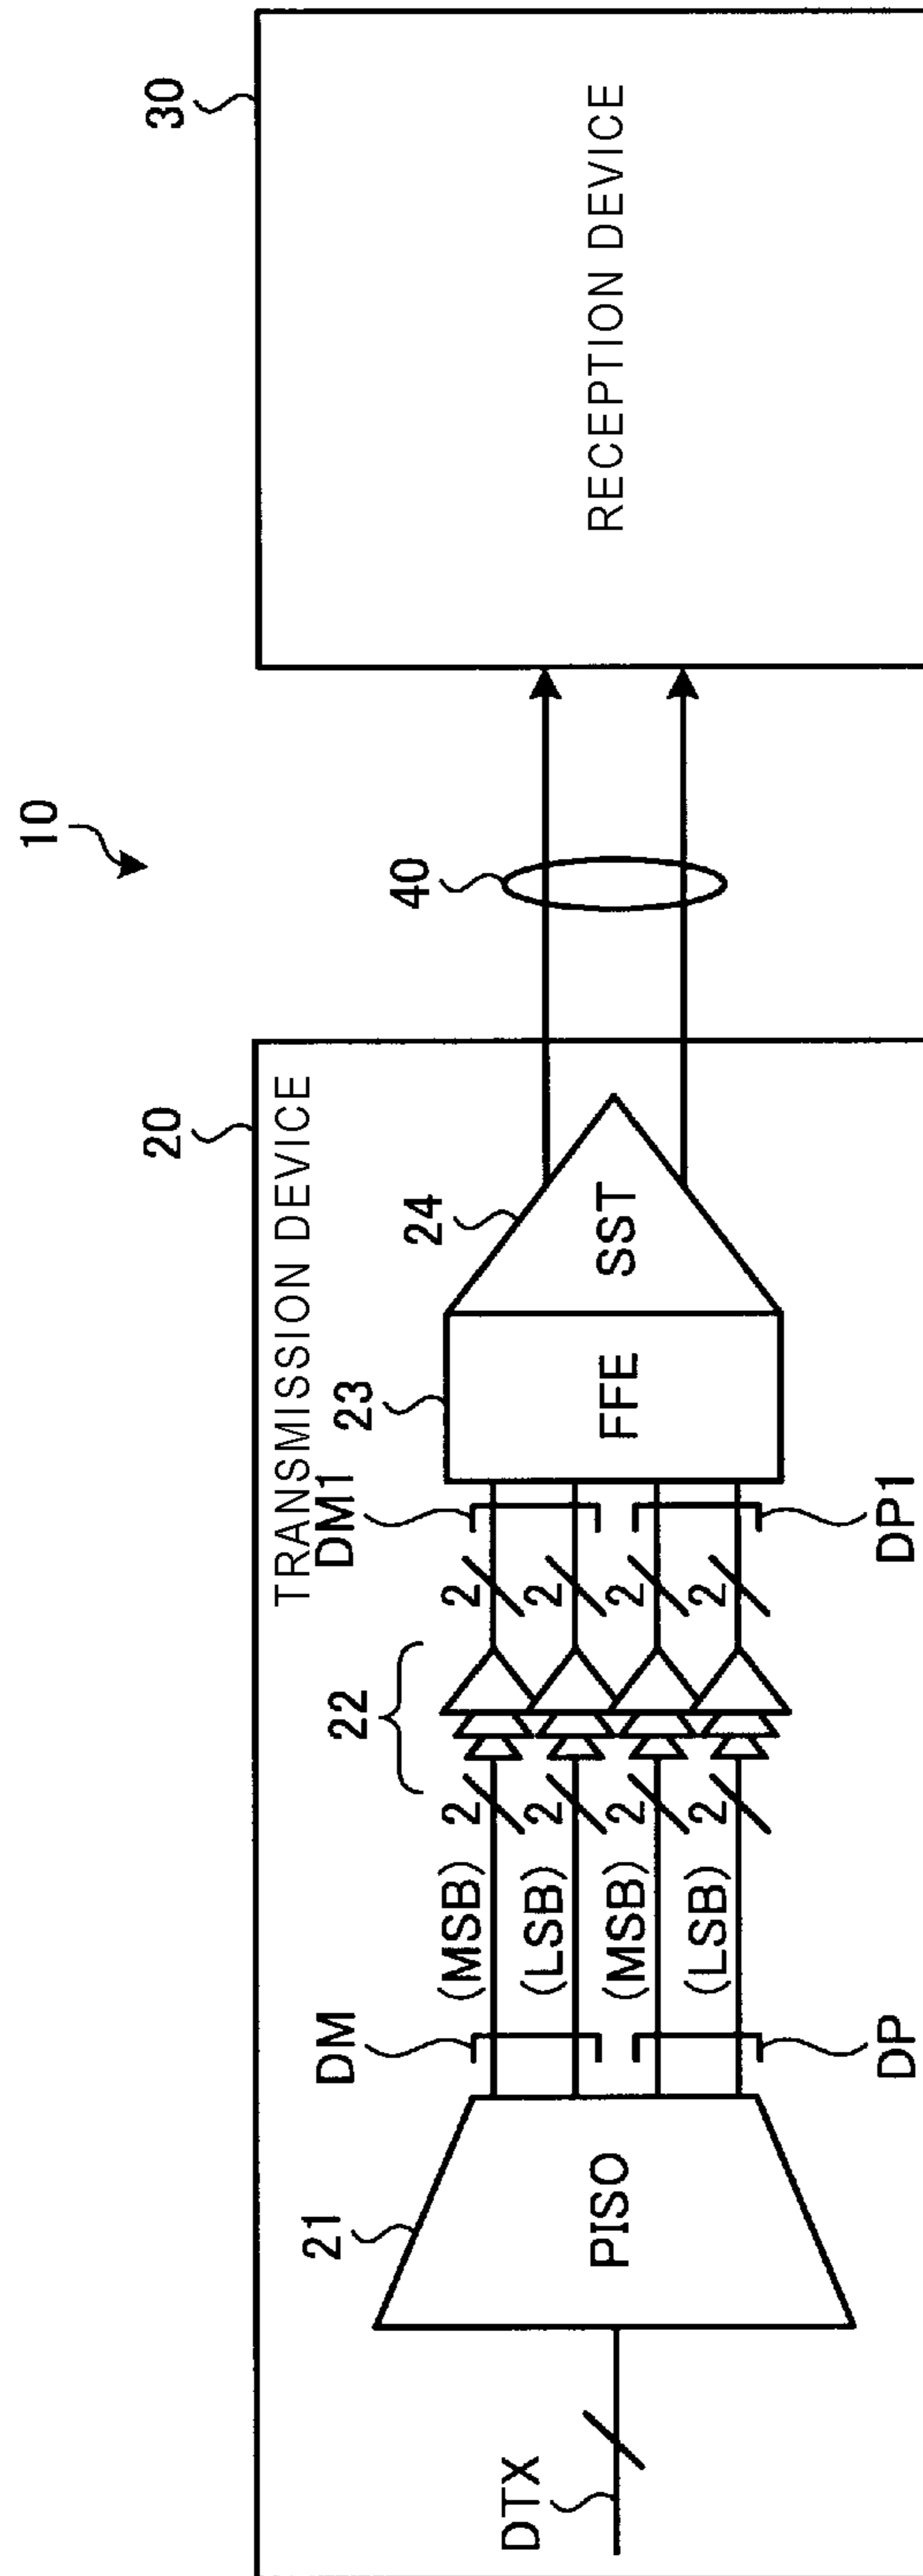 10
20
TRANSMISSION DEVICE
30
RECEPTION DEVICE
40
DTX
21
PISO
DM
DP
(MSB)
(LSB)
(MSB)
(LSB)
2
2
2
2
22
2
2
2
2
DM1
DP1
23
FFE
24
SST